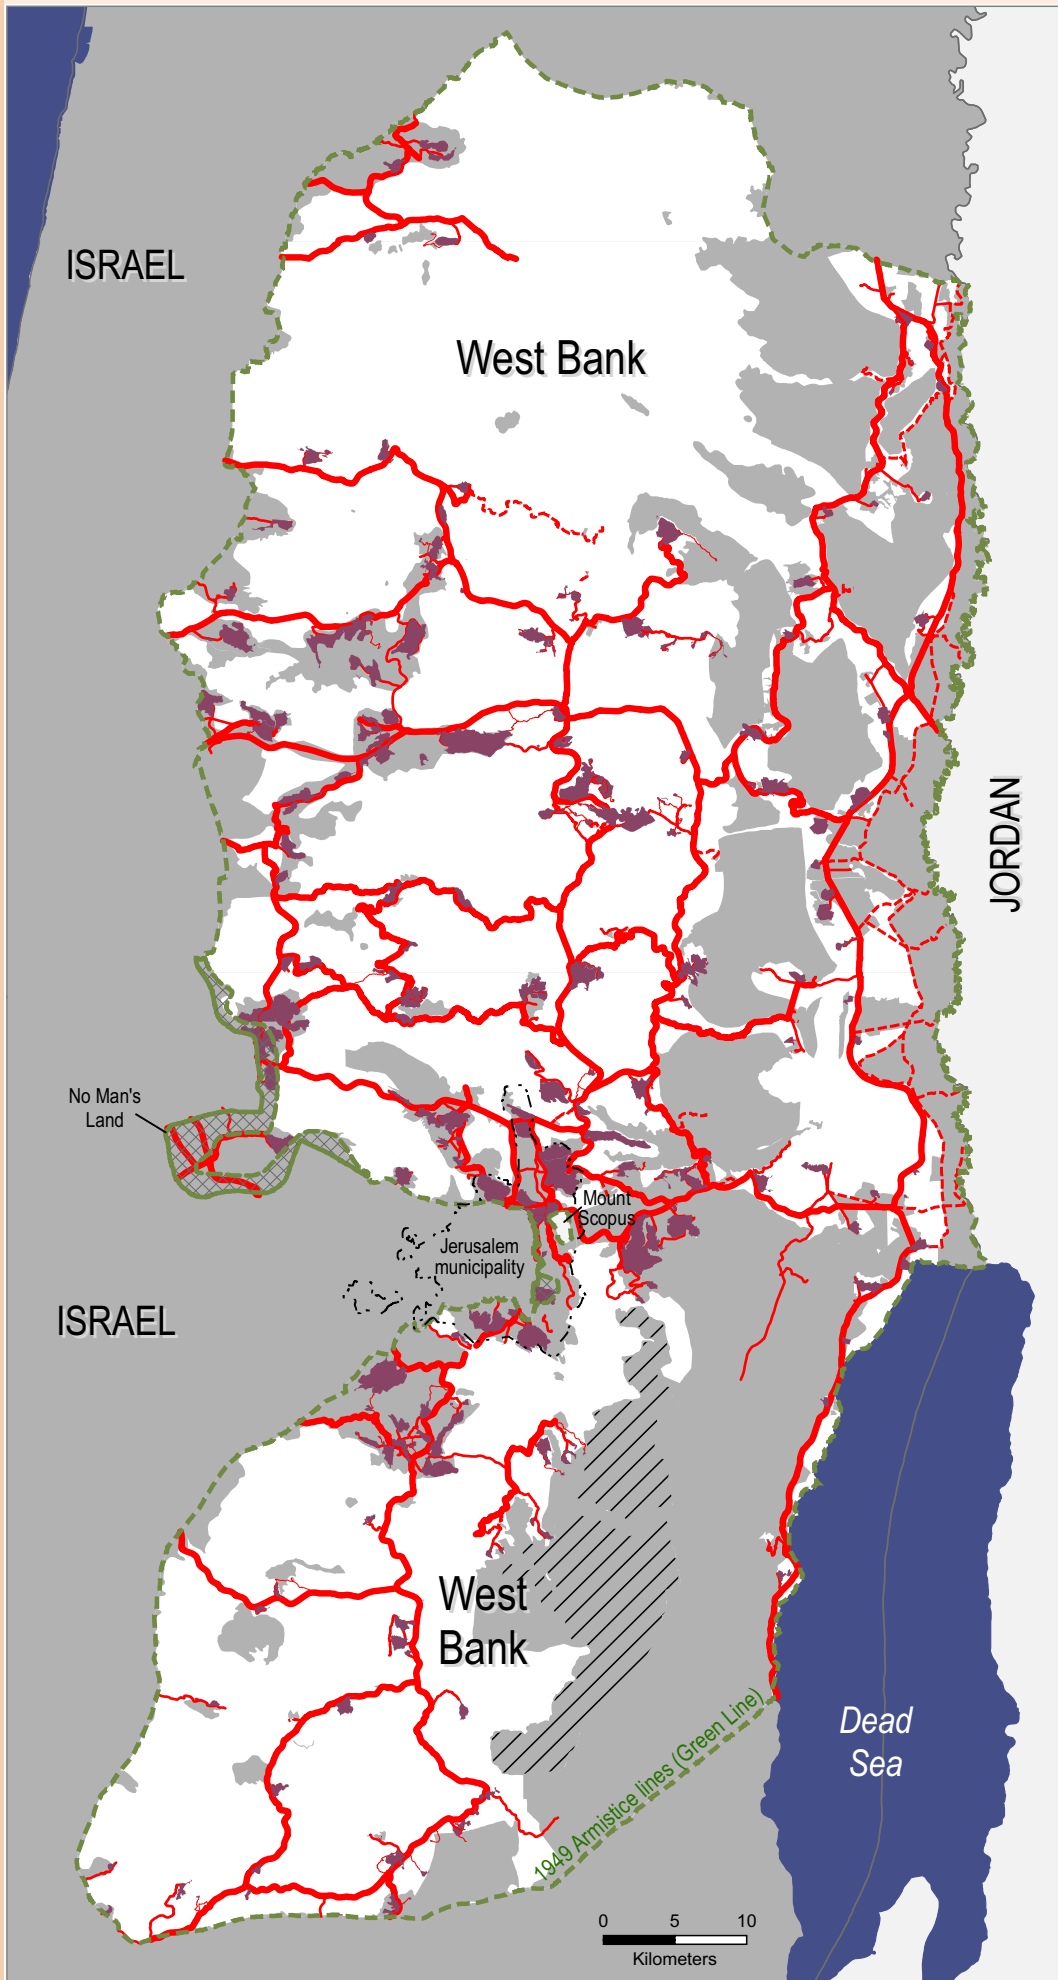 ISRAEL
West Bank
JORDAN
No Man's
Land
Mount
Scopus
Jerusalem
municipality
ISRAEL
West
Bank
1949 Armistice lines (Green Line)
Dead
Sea
0 5 10
Kilometers